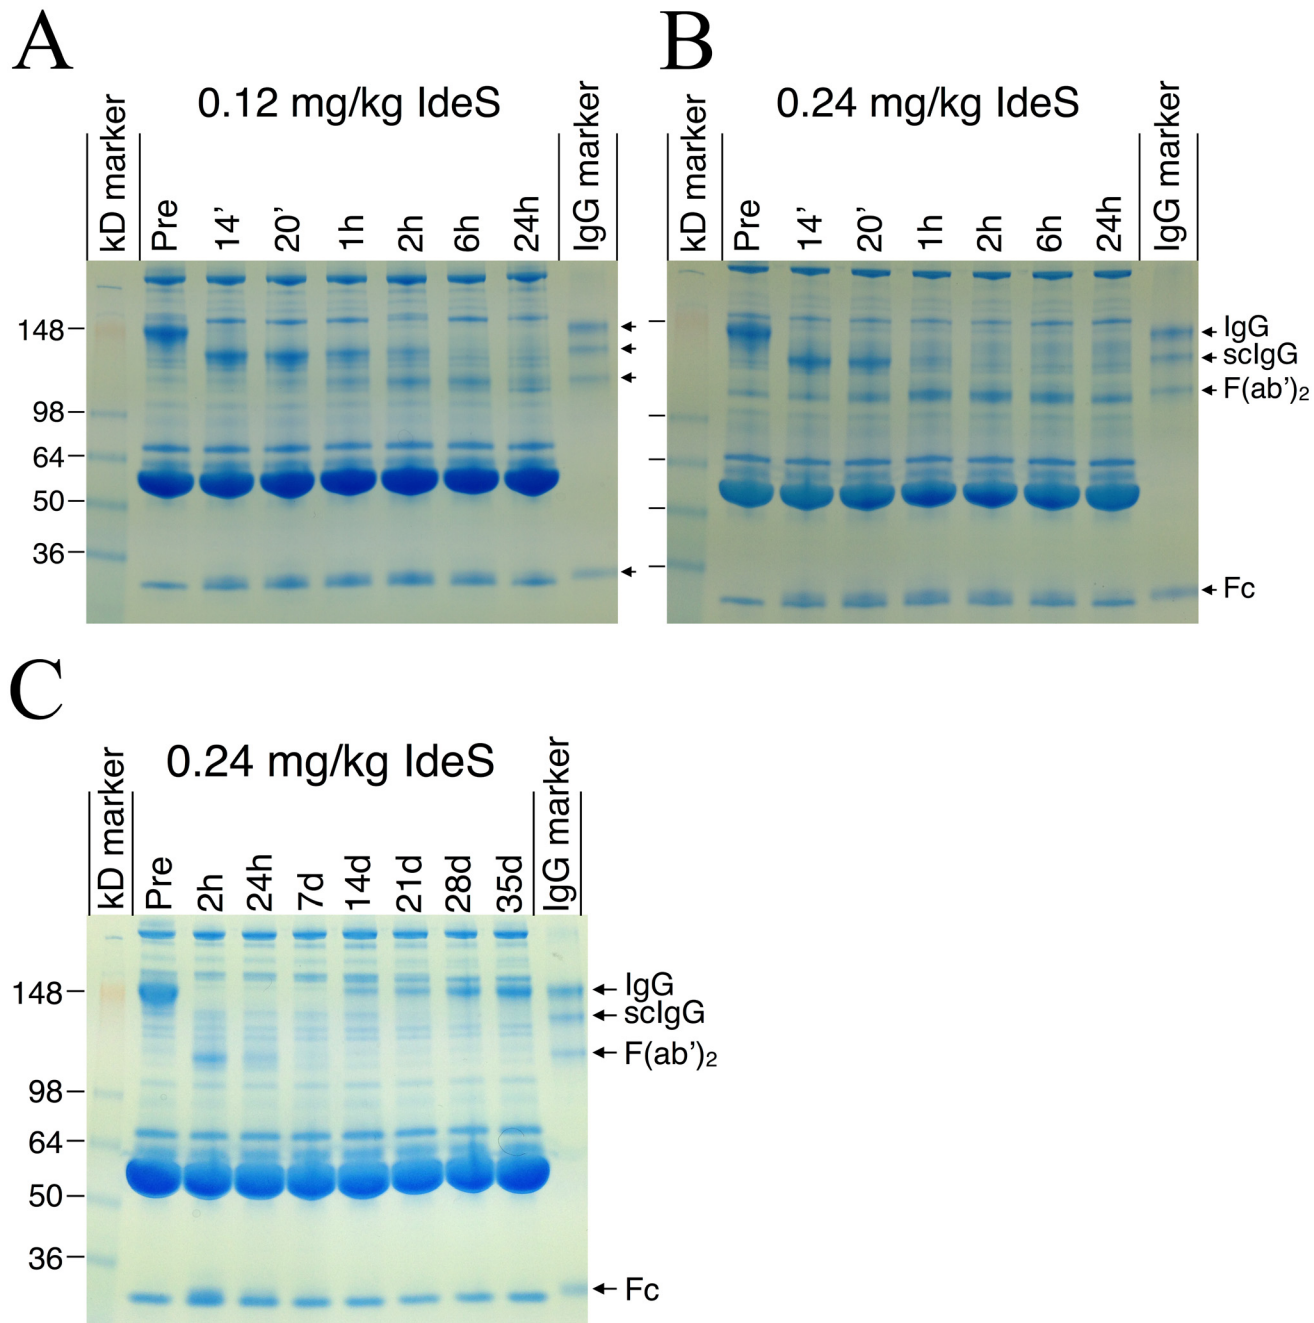 A
0.12 mg/kg IdeS
kD marker
Pre
14’
20’
1h
2h
6h
24h
IgG marker
148
98
64
50
36
B
0.24 mg/kg IdeS
kD marker
Pre
14’
20’
1h
2h
6h
24h
IgG marker
IgG
scIgG
F(ab’)2
Fc
C
0.24 mg/kg IdeS
kD marker
Pre
2h
24h
7d
14d
21d
28d
35d
IgG marker
148
98
64
50
36
IgG
scIgG
F(ab’)2
Fc